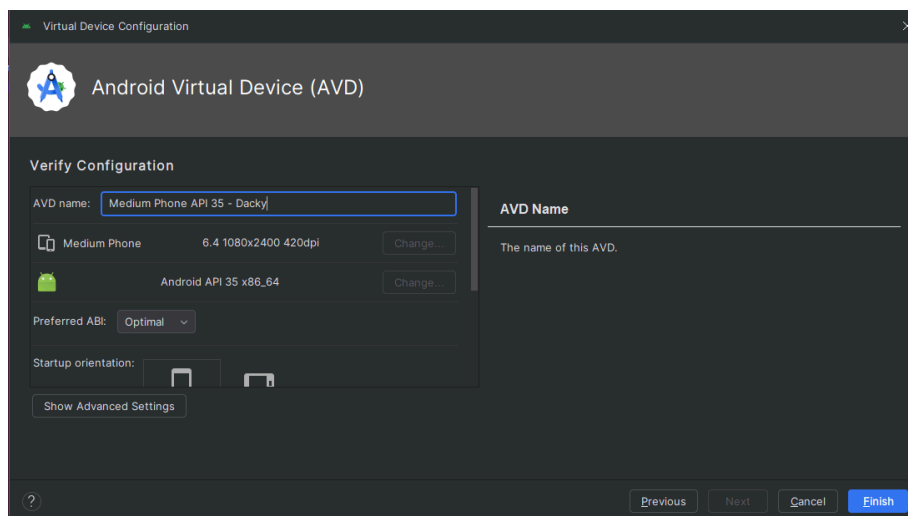 Virtual Device Configuration
Android Virtual Device (AVD)
Verify Configuration
AVD name: Medium Phone API 35 - Dacky
Medium Phone 6.4 1080x2400 420dpi Change...
Android API 35 x86_64 Change...
Preferred ABI: Optimal
Startup orientation:
Show Advanced Settings
AVD Name
The name of this AVD.
? Previous Next Cancel Finish